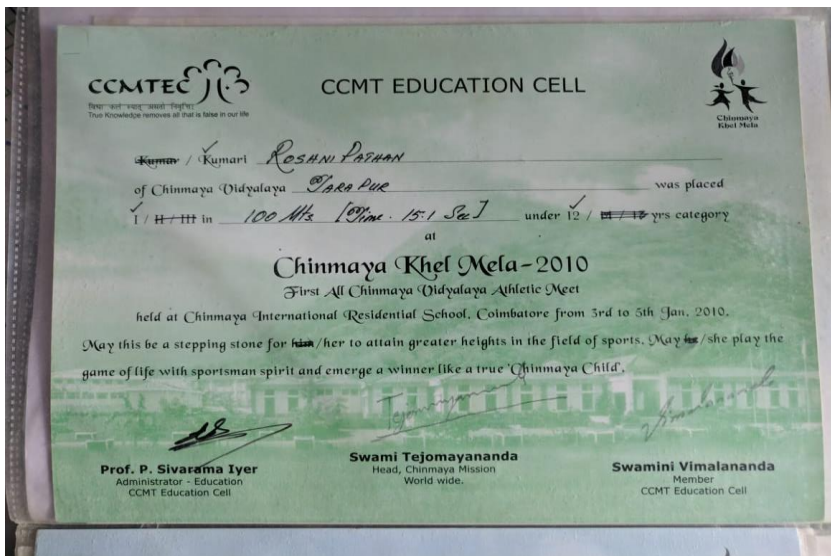 CCMTEC
विद्या कर्त स्यात् असतो निवृत्तिः
True Knowledge removes all that is false in our life
CCMT EDUCATION CELL
Chinmaya
Khel Mela
Kumar / Kumari Roshni Pathan
of Chinmaya Vidyalaya Tarapur was placed
I / II / III in 100 Mts. [Time. 15.1 Sec] under 12 / yrs category
at
Chinmaya Khel Mela-2010
First All Chinmaya Vidyalaya Athletic Meet
held at Chinmaya International Residential School, Coimbatore from 3rd to 5th Jan. 2010.
May this be a stepping stone for him/her to attain greater heights in the field of sports. May he/she play the
game of life with sportsman spirit and emerge a winner like a true 'Chinmaya Child'.
Tejomayananda
Vimalananda
Prof. P. Sivarama Iyer
Administrator - Education
CCMT Education Cell
Swami Tejomayananda
Head, Chinmaya Mission
World wide.
Swamini Vimalananda
Member
CCMT Education Cell